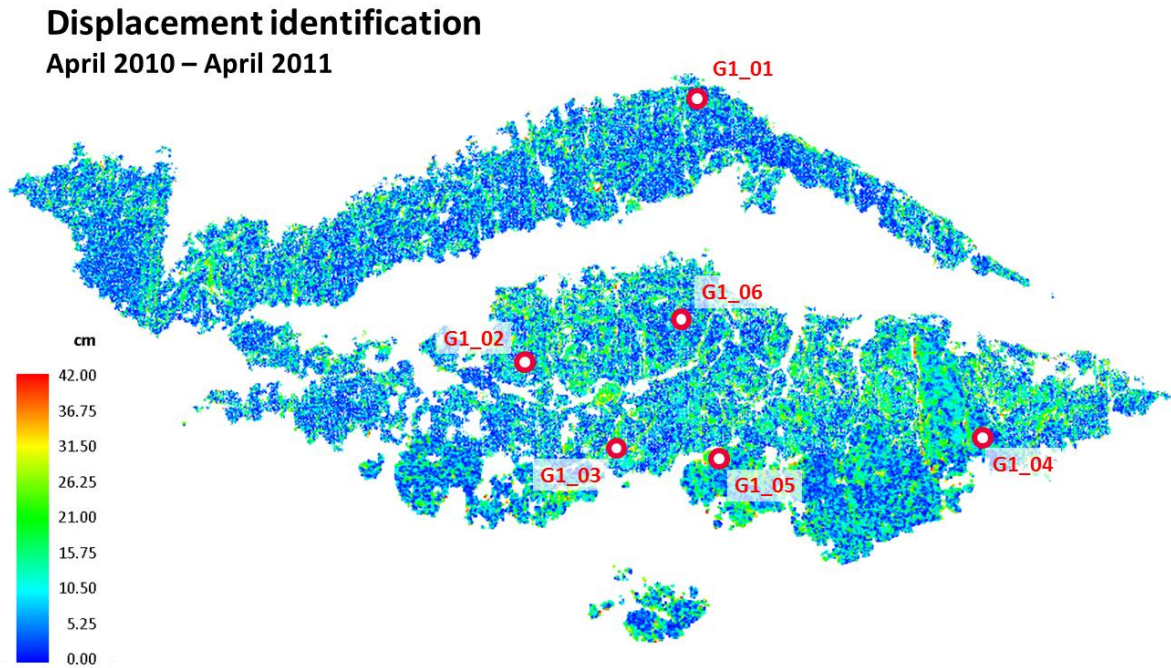 Displacement identification
April 2010 – April 2011
G1_01
G1_06
G1_02
G1_03
G1_05
G1_04
cm
42.00
36.75
31.50
26.25
21.00
15.75
10.50
5.25
0.00